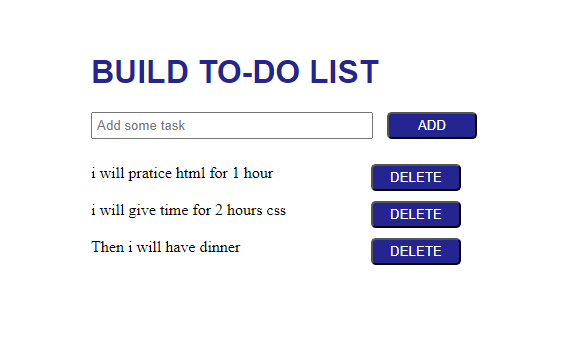 BUILD TO-DO LIST
Add some task ADD
i will pratice html for 1 hour DELETE
i will give time for 2 hours css DELETE
Then i will have dinner DELETE